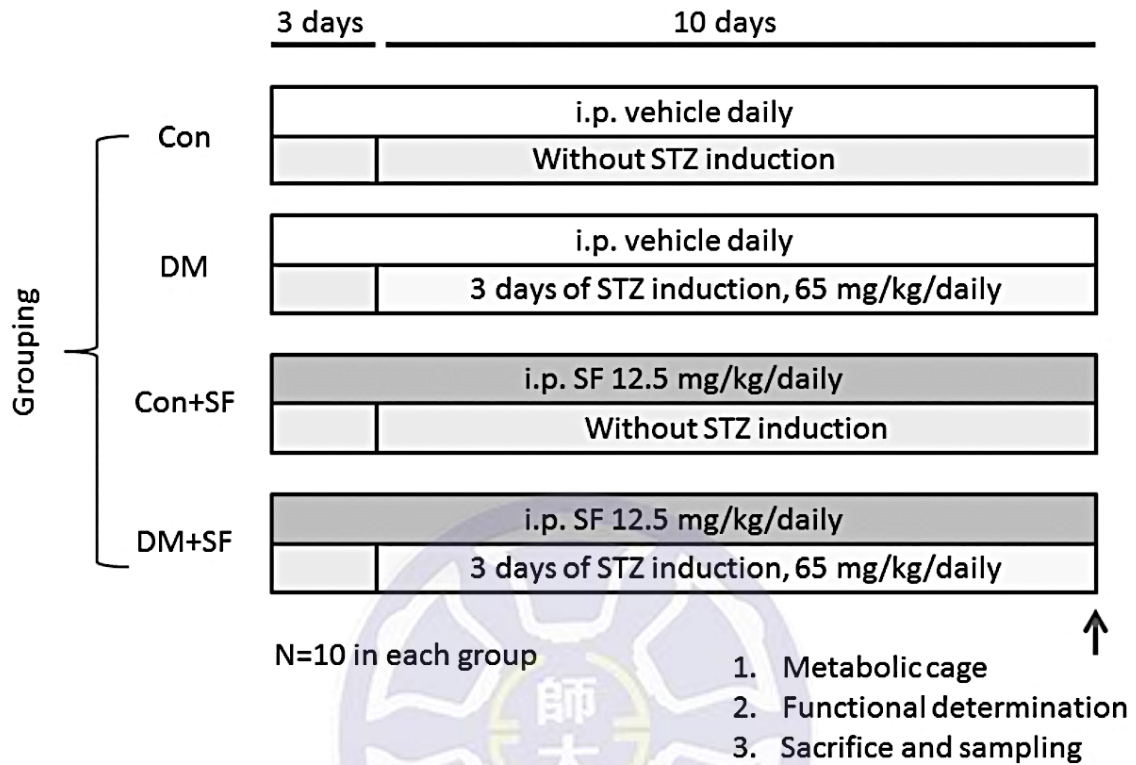 3 days
10 days
Grouping
Con
i.p. vehicle daily
Without STZ induction
DM
i.p. vehicle daily
3 days of STZ induction, 65 mg/kg/daily
Con+SF
i.p. SF 12.5 mg/kg/daily
Without STZ induction
DM+SF
i.p. SF 12.5 mg/kg/daily
3 days of STZ induction, 65 mg/kg/daily
N=10 in each group
1. Metabolic cage
2. Functional determination
3. Sacrifice and sampling
師
大